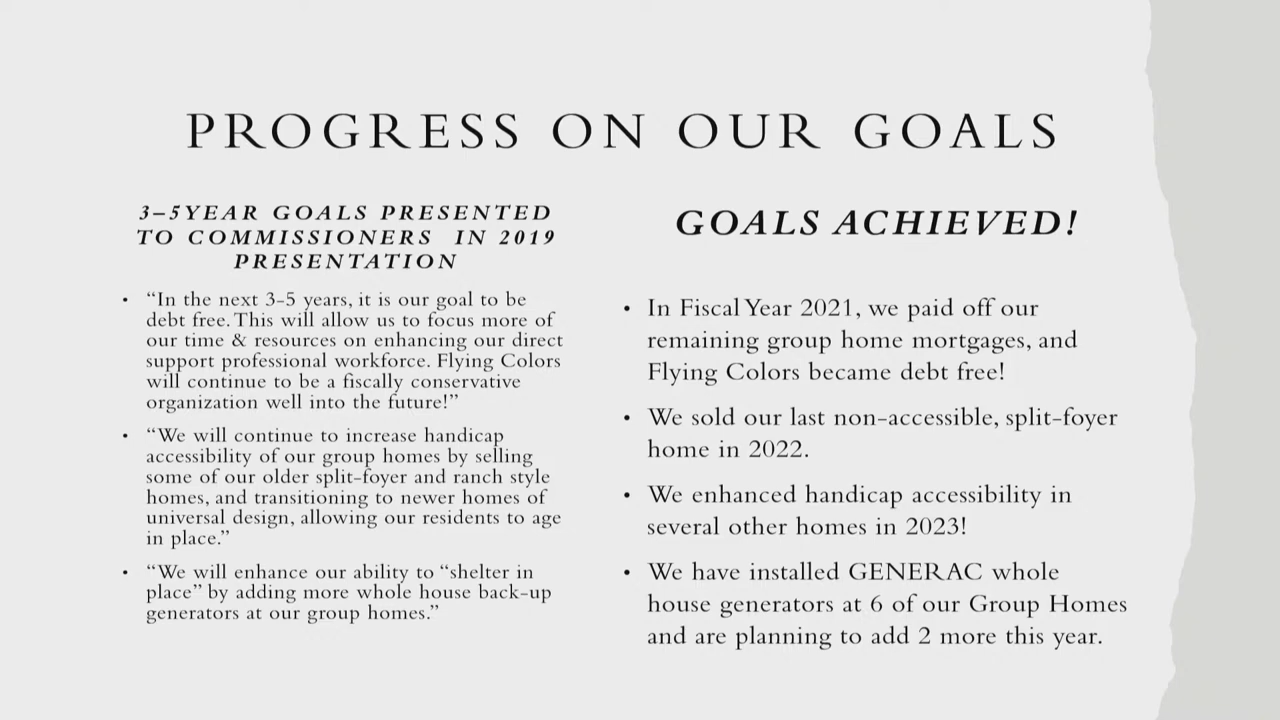 PROGRESS ON OUR GOALS
3–5YEAR GOALS PRESENTED
TO COMMISSIONERS IN 2019
PRESENTATION
• “In the next 3-5 years, it is our goal to be
debt free. This will allow us to focus more of
our time & resources on enhancing our direct
support professional workforce. Flying Colors
will continue to be a fiscally conservative
organization well into the future!”
• “We will continue to increase handicap
accessibility of our group homes by selling
some of our older split-foyer and ranch style
homes, and transitioning to newer homes of
universal design, allowing our residents to age
in place.”
• “We will enhance our ability to “shelter in
place” by adding more whole house back-up
generators at our group homes.”
GOALS ACHIEVED!
• In Fiscal Year 2021, we paid off our
remaining group home mortgages, and
Flying Colors became debt free!
• We sold our last non-accessible, split-foyer
home in 2022.
• We enhanced handicap accessibility in
several other homes in 2023!
• We have installed GENERAC whole
house generators at 6 of our Group Homes
and are planning to add 2 more this year.